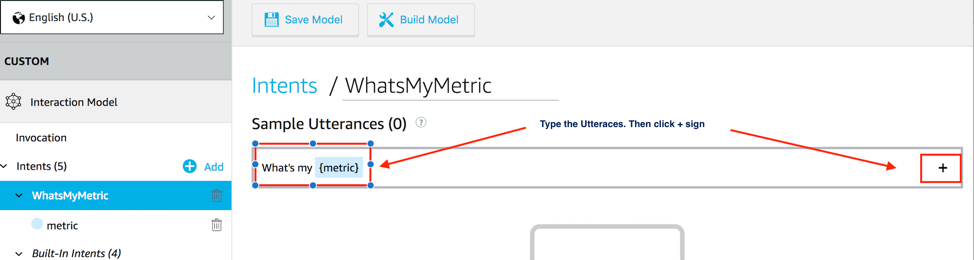 English (U.S.)
Save Model
Build Model
CUSTOM
Intents / WhatsMyMetric
Interaction Model
Sample Utterances (0) ?
Type the Utteraces. Then click + sign
Invocation
What's my {metric}
+
Intents (5)
+ Add
WhatsMyMetric
metric
Built-In Intents (4)